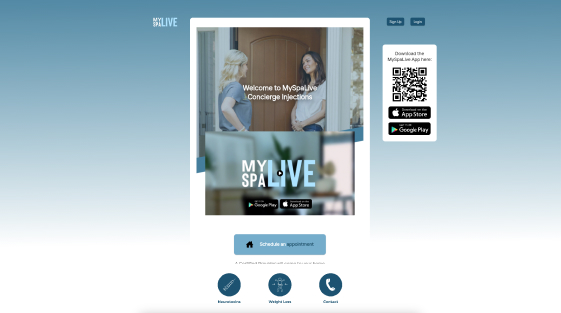 MY
SPA LIVE
Sign Up
Login
Download the
MySpaLive App here:
Download on the
App Store
GET IT ON
Google Play
Welcome to MySpaLive
Concierge Injections
MY
SPA LIVE
GET IT ON
Google Play
Download on the
App Store
Schedule an appointment
Neurotoxins
Weight Loss
Contact